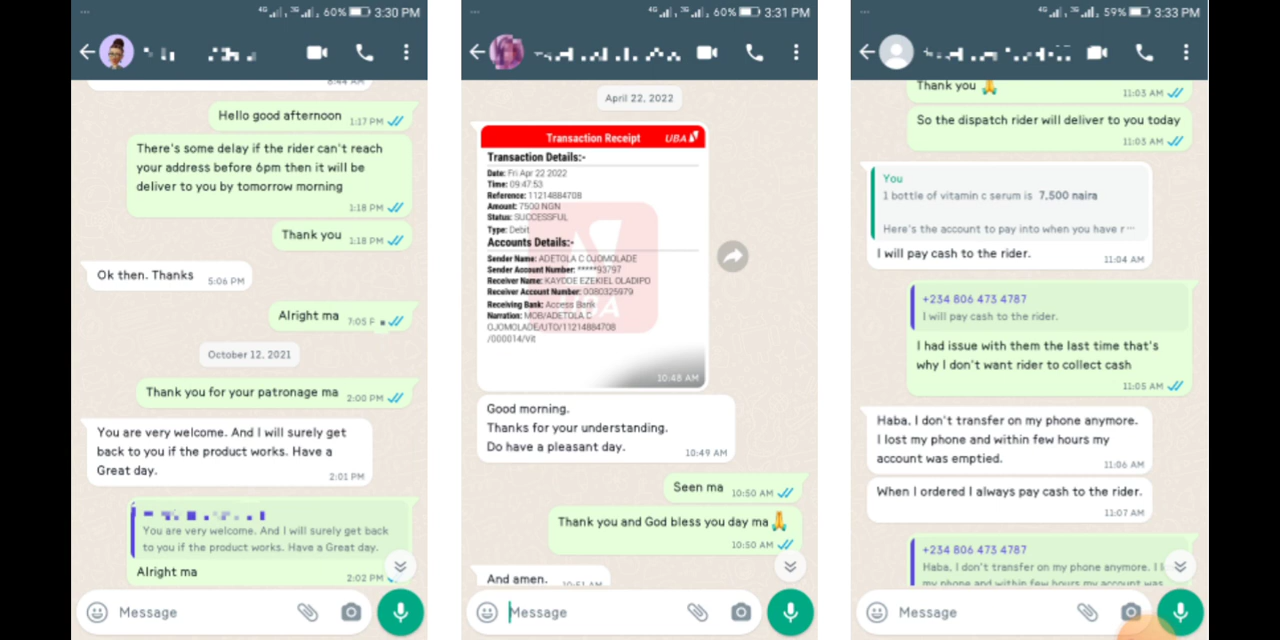 4G 3G 60% 3:30 PM
8:44 AM
Hello good afternoon 1:17 PM
There's some delay if the rider can't reach
your address before 6pm then it will be
deliver to you by tomorrow morning
1:18 PM
Thank you 1:18 PM
Ok then. Thanks 5:06 PM
Alright ma 7:05
October 12, 2021
Thank you for your patronage ma 2:00 PM
You are very welcome. And I will surely get
back to you if the product works. Have a
Great day.
2:01 PM
You are very welcome. And I will surely get back
to you if the product works. Have a Great day.
Alright ma 2:02 PM
Message
4G 3G 60% 3:31 PM
April 22, 2022
Transaction Receipt UBA
Transaction Details:-
Date: Fri Apr 22 2022
Time: 09:47:53
Reference: 11214884708
Amount: 7500 NGN
Status: SUCCESSFUL
Type: Debit
Accounts Details:-
Sender Name: ADETOLA C OJOMOLADE
Sender Account Number: *****93797
Receiver Name: KAYODE EZEKIEL OLADIPO
Receiver Account Number: 0080325979
Receiving Bank: Access Bank
Narration: MOB/ADETOLA C
OJOMOLADE/UTO/11214884708
/000014/Vit
10:48 AM
Good morning.
Thanks for your understanding.
Do have a pleasant day.
10:49 AM
Seen ma 10:50 AM
Thank you and God bless you day ma 🙏
10:50 AM
And amen. 10:51 AM
Message
4G 3G 59% 3:33 PM
Thank you 🙏
11:03 AM
So the dispatch rider will deliver to you today
11:03 AM
You
1 bottle of vitamin c serum is 7,500 naira
Here's the account to pay into when you have r…
I will pay cash to the rider.
11:04 AM
+234 806 473 4787
I will pay cash to the rider.
I had issue with them the last time that's
why I don't want rider to collect cash
11:05 AM
Haba, I don't transfer on my phone anymore.
I lost my phone and within few hours my
account was emptied.
11:06 AM
When I ordered I always pay cash to the rider.
11:07 AM
+234 806 473 4787
Haba, I don't transfer on my phone anymore. I
my phone and within few hours my account was
Message